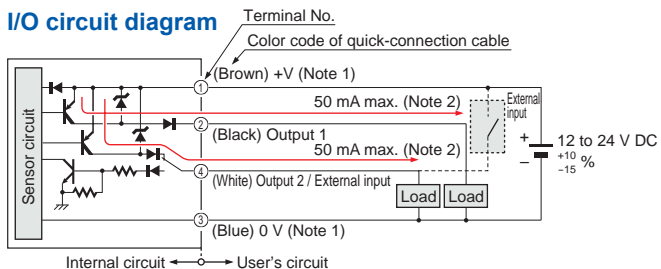 I/O circuit diagram
Terminal No.
Color code of quick-connection cable
1
(Brown) +V (Note 1)
50 mA max. (Note 2)
External
input
2
(Black) Output 1
50 mA max. (Note 2)
+
12 to 24 V DC
−
+10
−15 %
Sensor circuit
4
(White) Output 2 / External input
Load
Load
3
(Blue) 0 V (Note 1)
Internal circuit
User's circuit